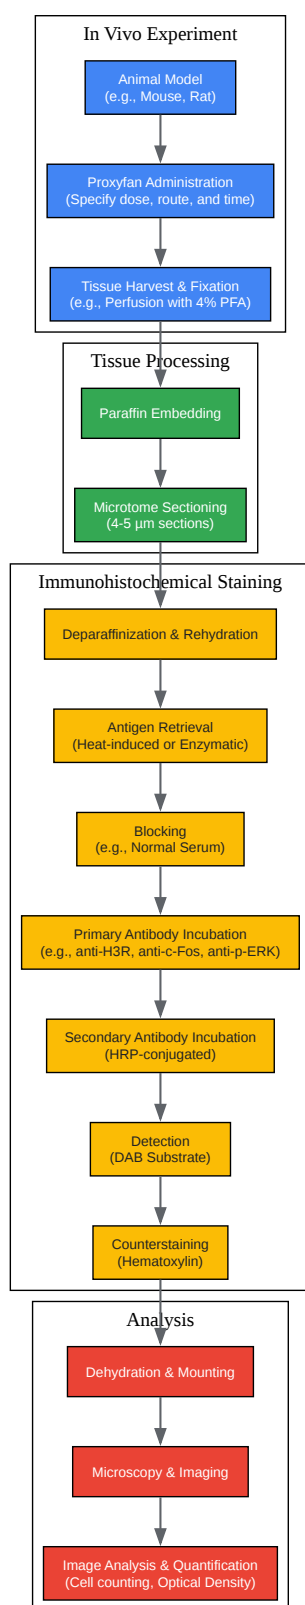 In Vivo Experiment
Animal Model
(e.g., Mouse, Rat)
Proxyfan Administration
(Specify dose, route, and time)
Tissue Harvest & Fixation
(e.g., Perfusion with 4% PFA)
Tissue Processing
Paraffin Embedding
Microtome Sectioning
(4-5 µm sections)
Immunohistochemical Staining
Deparaffinization & Rehydration
Antigen Retrieval
(Heat-induced or Enzymatic)
Blocking
(e.g., Normal Serum)
Primary Antibody Incubation
(e.g., anti-H3R, anti-c-Fos, anti-p-ERK)
Secondary Antibody Incubation
(HRP-conjugated)
Detection
(DAB Substrate)
Counterstaining
(Hematoxylin)
Analysis
Dehydration & Mounting
Microscopy & Imaging
Image Analysis & Quantification
(Cell counting, Optical Density)